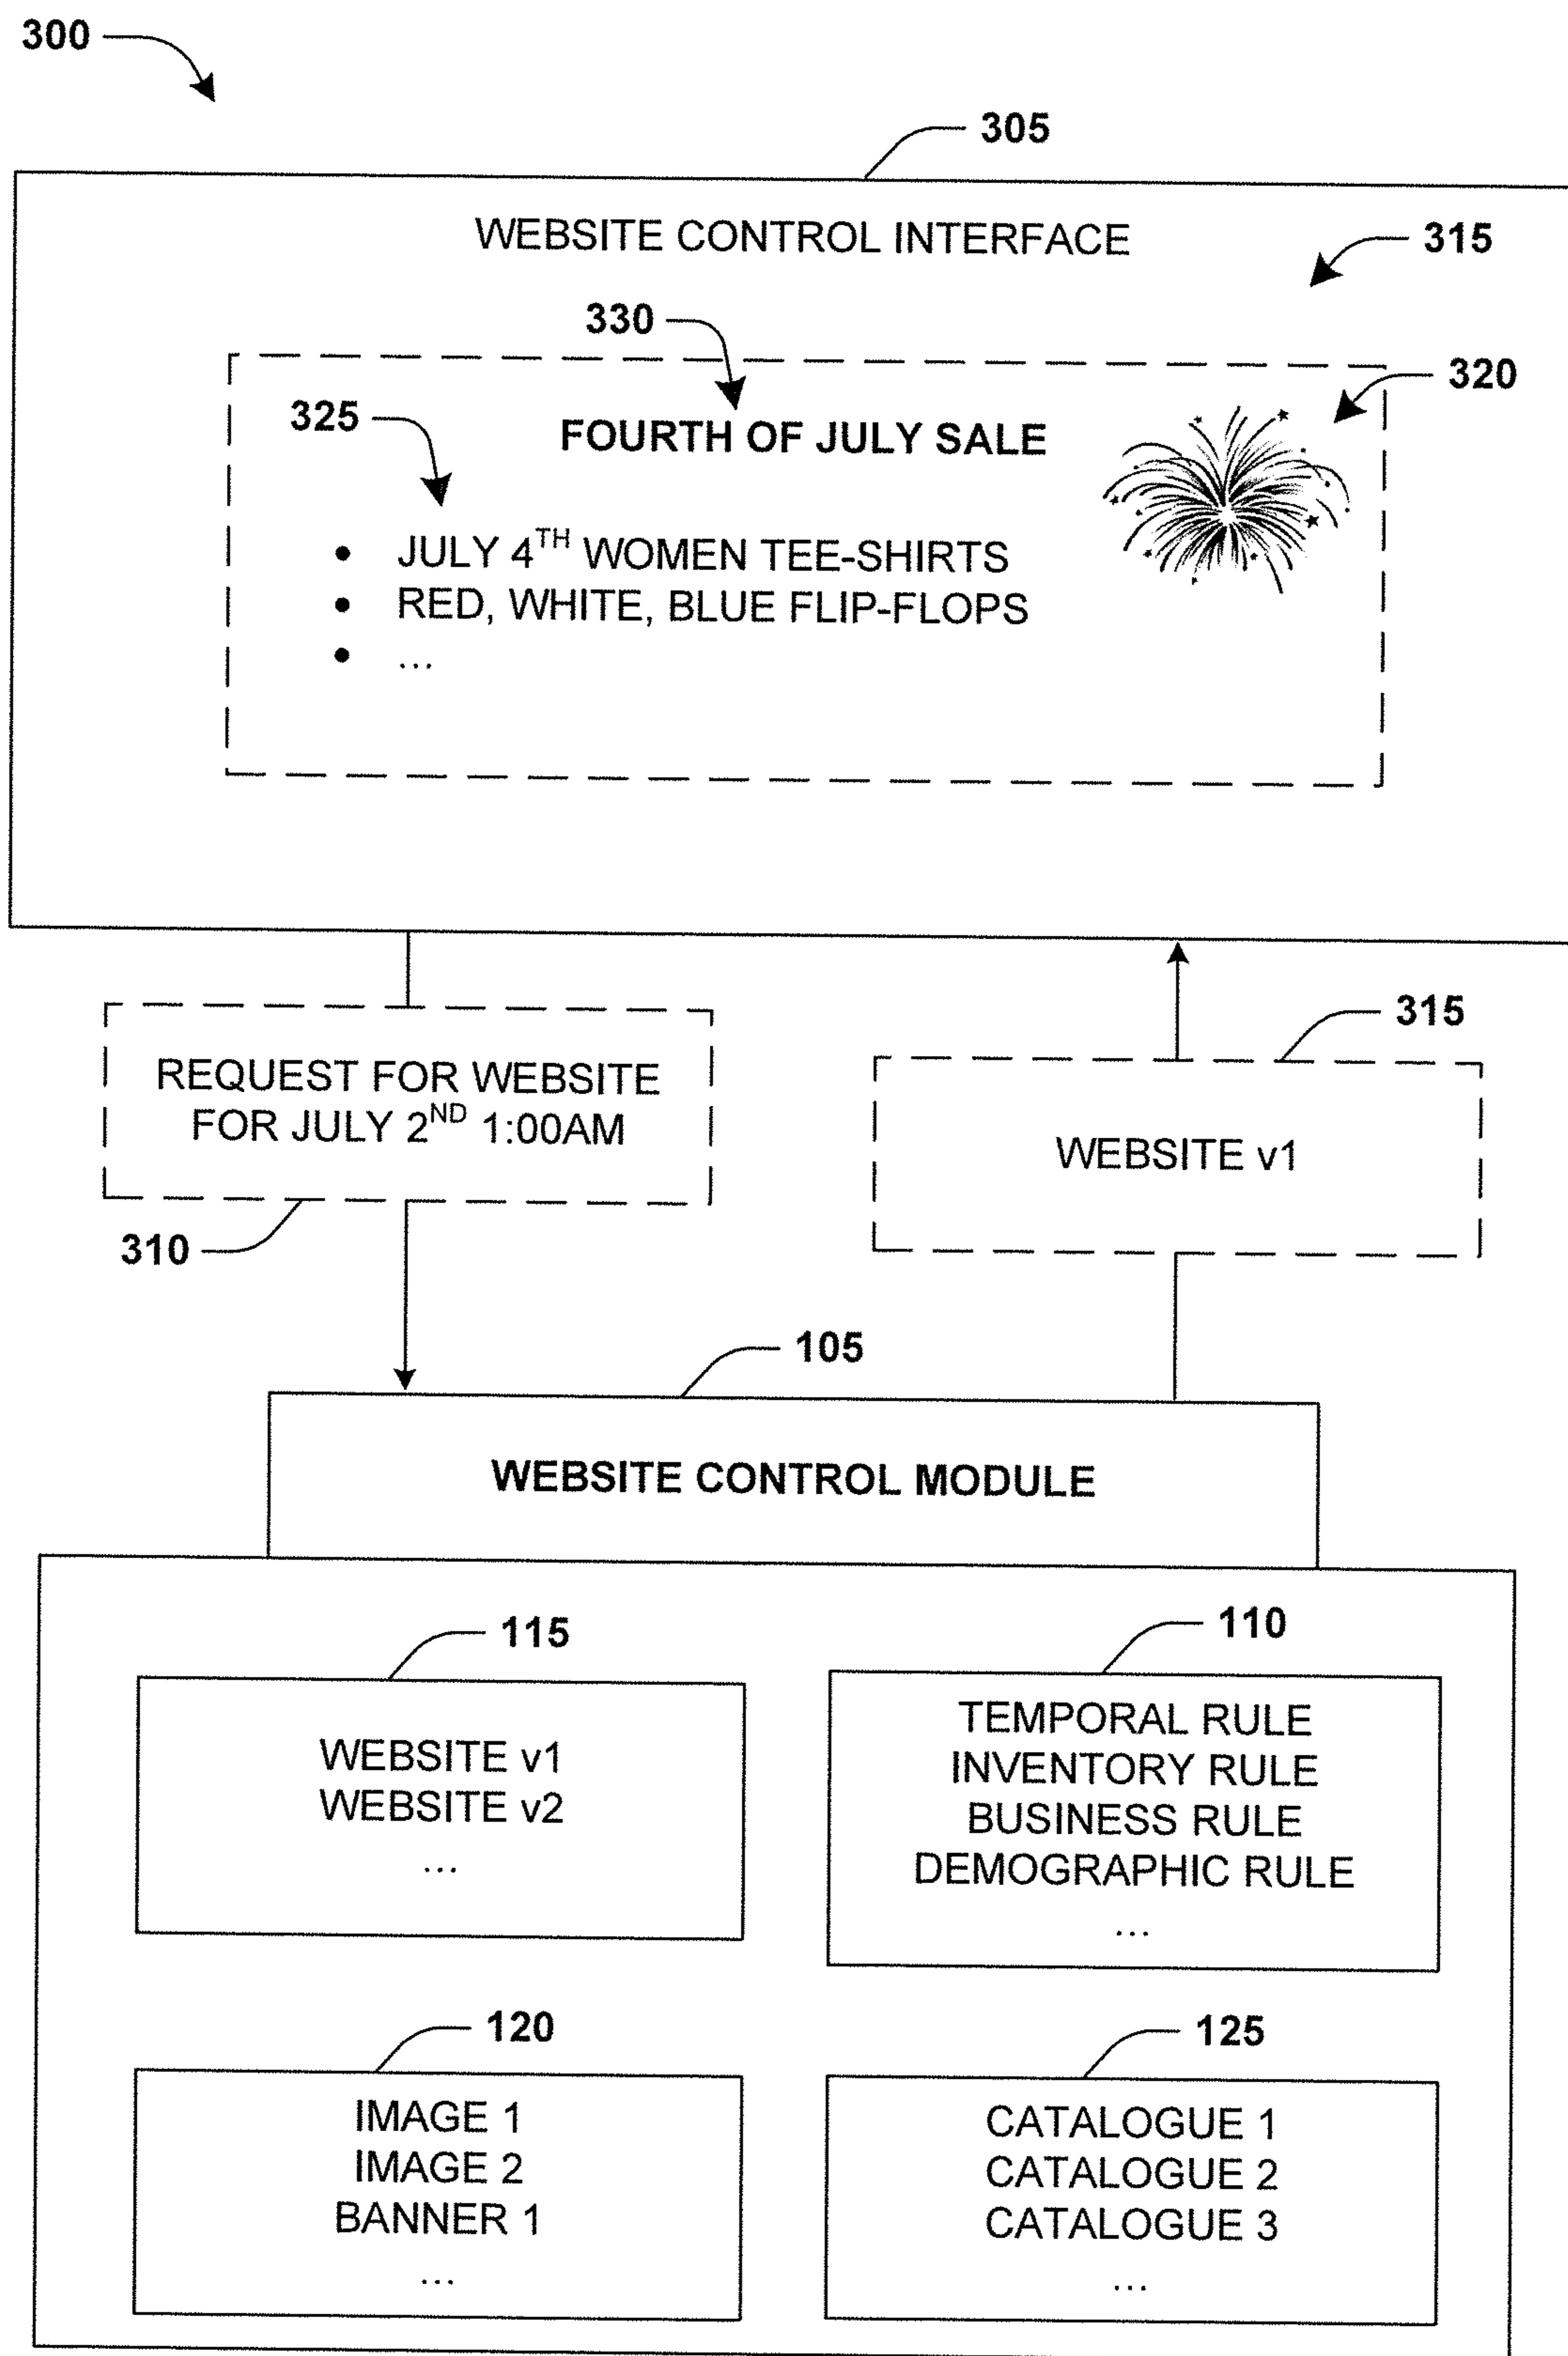 300
305
WEBSITE CONTROL INTERFACE
315
330
320
325
FOURTH OF JULY SALE
• JULY 4TH WOMEN TEE-SHIRTS
• RED, WHITE, BLUE FLIP-FLOPS
• ...
REQUEST FOR WEBSITE
FOR JULY 2ND 1:00AM
310
315
WEBSITE v1
105
WEBSITE CONTROL MODULE
115
WEBSITE v1
WEBSITE v2
...
110
TEMPORAL RULE
INVENTORY RULE
BUSINESS RULE
DEMOGRAPHIC RULE
...
120
IMAGE 1
IMAGE 2
BANNER 1
...
125
CATALOGUE 1
CATALOGUE 2
CATALOGUE 3
...